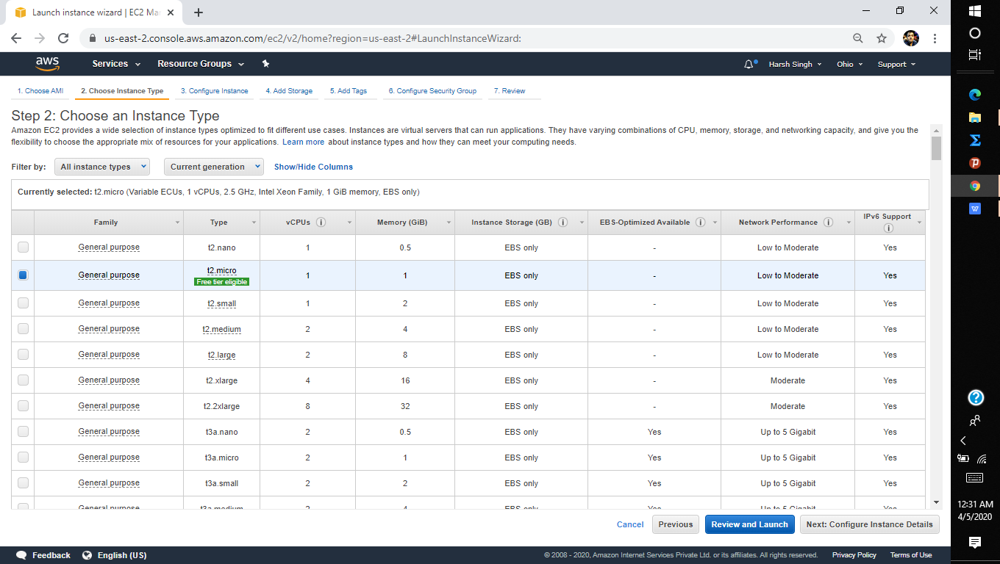 Launch instance wizard | EC2 Ma
us-east-2.console.aws.amazon.com/ec2/v2/home?region=us-east-2#LaunchInstanceWizard:
aws Services Resource Groups Harsh Singh Ohio Support
1. Choose AMI 2. Choose Instance Type 3. Configure Instance 4. Add Storage 5. Add Tags 6. Configure Security Group 7. Review
Step 2: Choose an Instance Type
Amazon EC2 provides a wide selection of instance types optimized to fit different use cases. Instances are virtual servers that can run applications. They have varying combinations of CPU, memory, storage, and networking capacity, and give you the
flexibility to choose the appropriate mix of resources for your applications. Learn more about instance types and how they can meet your computing needs.
Filter by: All instance types Current generation Show/Hide Columns
Currently selected: t2.micro (Variable ECUs, 1 vCPUs, 2.5 GHz, Intel Xeon Family, 1 GiB memory, EBS only)
Family Type vCPUs Memory (GiB) Instance Storage (GB) EBS-Optimized Available Network Performance IPv6 Support
General purpose t2.nano 1 0.5 EBS only - Low to Moderate Yes
General purpose t2.micro 1 1 EBS only - Low to Moderate Yes
Free tier eligible
General purpose t2.small 1 2 EBS only - Low to Moderate Yes
General purpose t2.medium 2 4 EBS only - Low to Moderate Yes
General purpose t2.large 2 8 EBS only - Low to Moderate Yes
General purpose t2.xlarge 4 16 EBS only - Moderate Yes
General purpose t2.2xlarge 8 32 EBS only - Moderate Yes
General purpose t3a.nano 2 0.5 EBS only Yes Up to 5 Gigabit Yes
General purpose t3a.micro 2 1 EBS only Yes Up to 5 Gigabit Yes
General purpose t3a.small 2 2 EBS only Yes Up to 5 Gigabit Yes
General purpose t3a.medium 2 4 EBS only Yes Up to 5 Gigabit Yes
Cancel Previous Review and Launch Next: Configure Instance Details
Feedback English (US) © 2008 - 2020, Amazon Internet Services Private Ltd. or its affiliates. All rights reserved. Privacy Policy Terms of Use
12:31 AM
4/5/2020